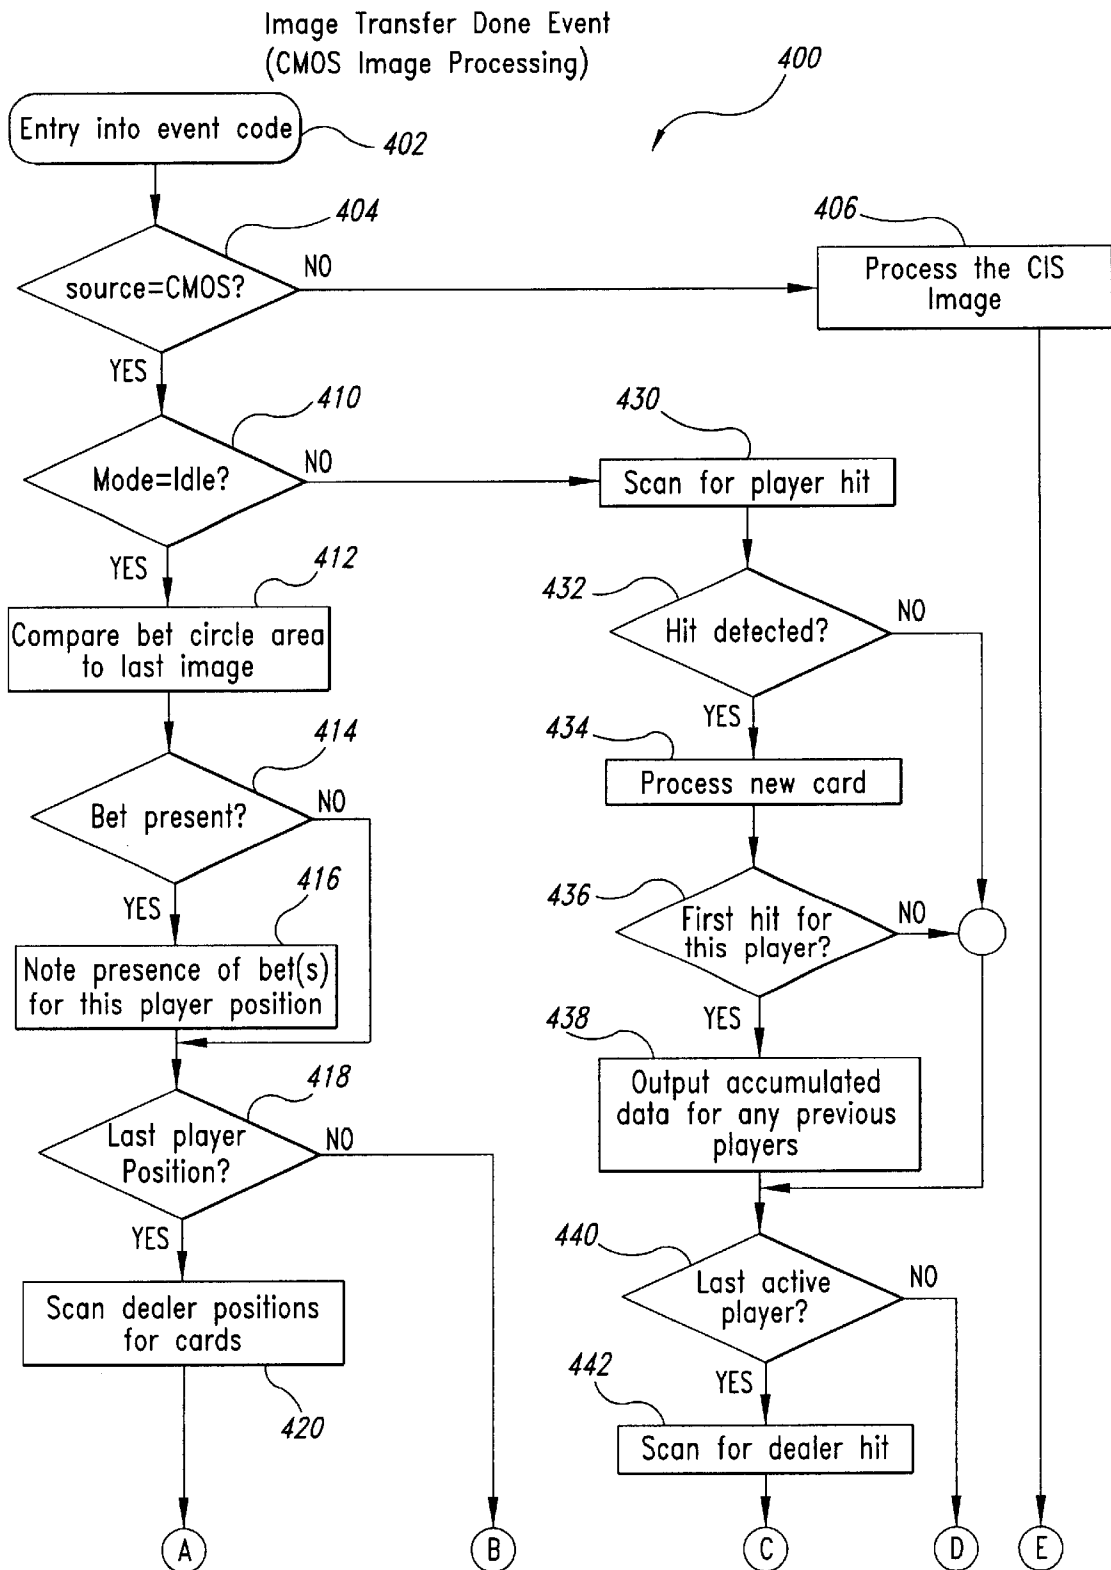 Image Transfer Done Event
(CMOS Image Processing)
400
Entry into event code
402
404
source=CMOS?
NO
YES
406
Process the CIS
Image
410
Mode=Idle?
NO
YES
412
Compare bet circle area
to last image
414
Bet present?
NO
YES
416
Note presence of bet(s)
for this player position
418
Last player
Position?
NO
YES
Scan dealer positions
for cards
420
A
B
430
Scan for player hit
432
Hit detected?
NO
YES
434
Process new card
436
First hit for
this player?
NO
YES
438
Output accumulated
data for any previous
players
440
Last active
player?
NO
YES
442
Scan for dealer hit
C
D
E